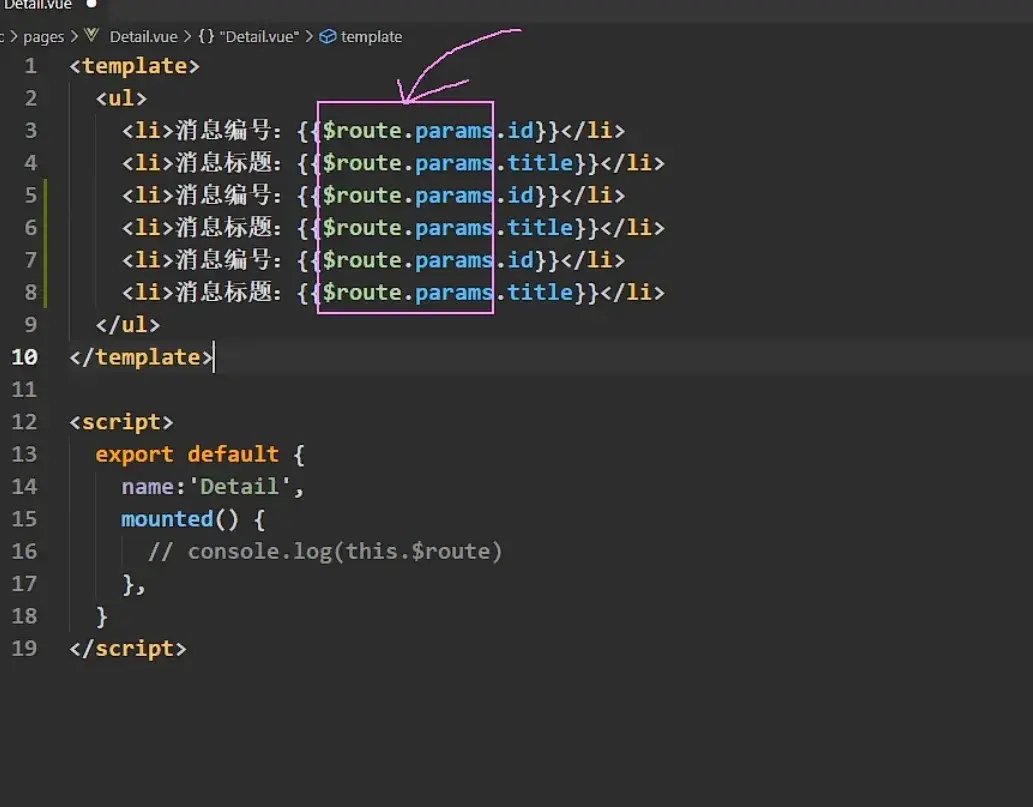 Detail.vue ●
c > pages > Detail.vue > {} "Detail.vue" > template
1 <template>
2 <ul>
3 <li>消息编号：{{$route.params.id}}</li>
4 <li>消息标题：{{$route.params.title}}</li>
5 <li>消息编号：{{$route.params.id}}</li>
6 <li>消息标题：{{$route.params.title}}</li>
7 <li>消息编号：{{$route.params.id}}</li>
8 <li>消息标题：{{$route.params.title}}</li>
9 </ul>
10 </template>
11
12 <script>
13 export default {
14 name:'Detail',
15 mounted() {
16 // console.log(this.$route)
17 },
18 }
19 </script>